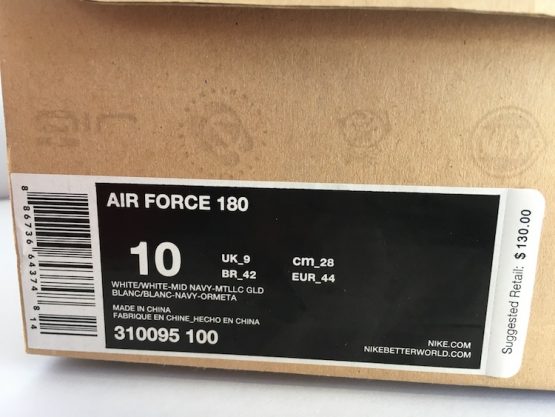 AIR FORCE 180
10
UK_9 cm_28
BR_42 EUR_44
WHITE/WHITE-MID NAVY-MTLLC GLD
BLANC/BLANC-NAVY-ORMETA
MADE IN CHINA
FABRIQUE EN CHINE_HECHO EN CHINA
310095 100
NIKE.COM
NIKEBETTERWORLD.COM
Suggested Retail: $ 130.00
8 86736 64374 8 14